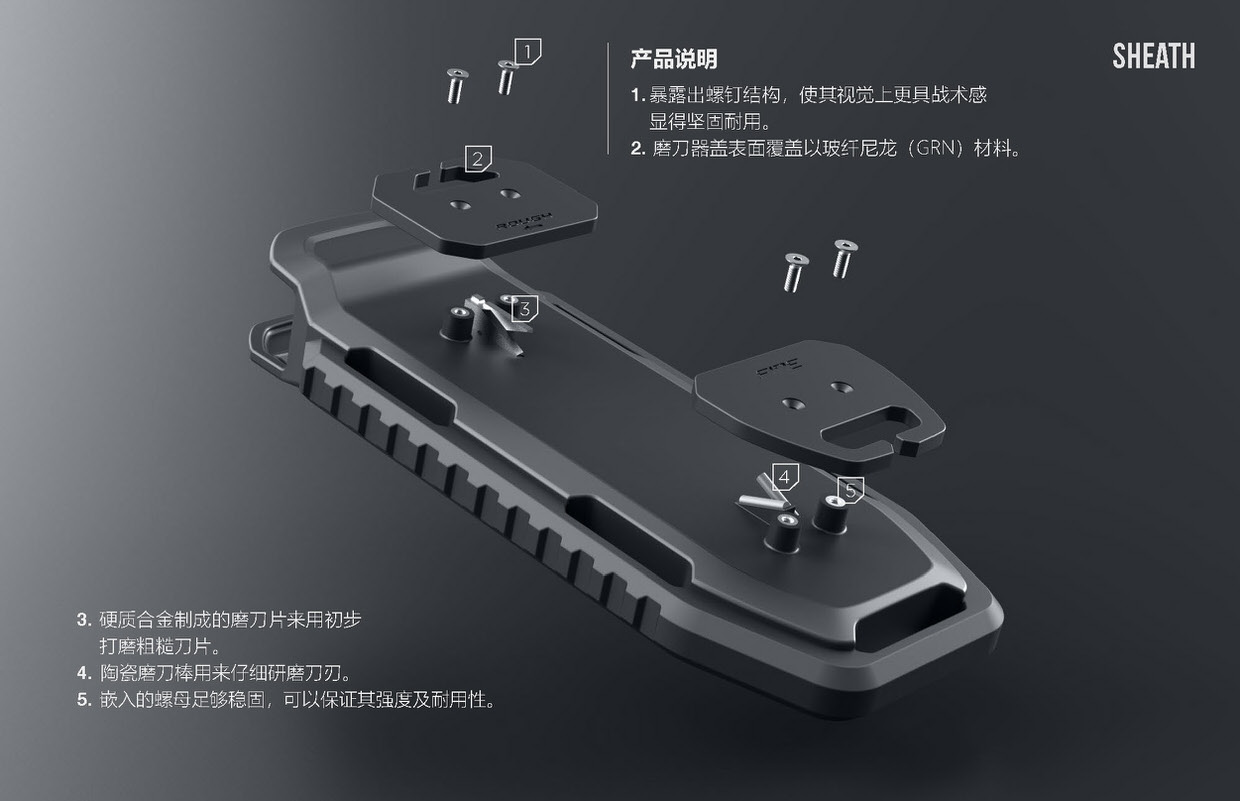 SHEATH
产品说明
1. 暴露出螺钉结构，使其视觉上更具战术感
显得坚固耐用。
2. 磨刀器盖表面覆盖以玻纤尼龙（GRN）材料。
1
2
ROUGH
3
FINE
4
5
3. 硬质合金制成的磨刀片来用初步
打磨粗糙刀片。
4. 陶瓷磨刀棒用来仔细研磨刀刃。
5. 嵌入的螺母足够稳固，可以保证其强度及耐用性。